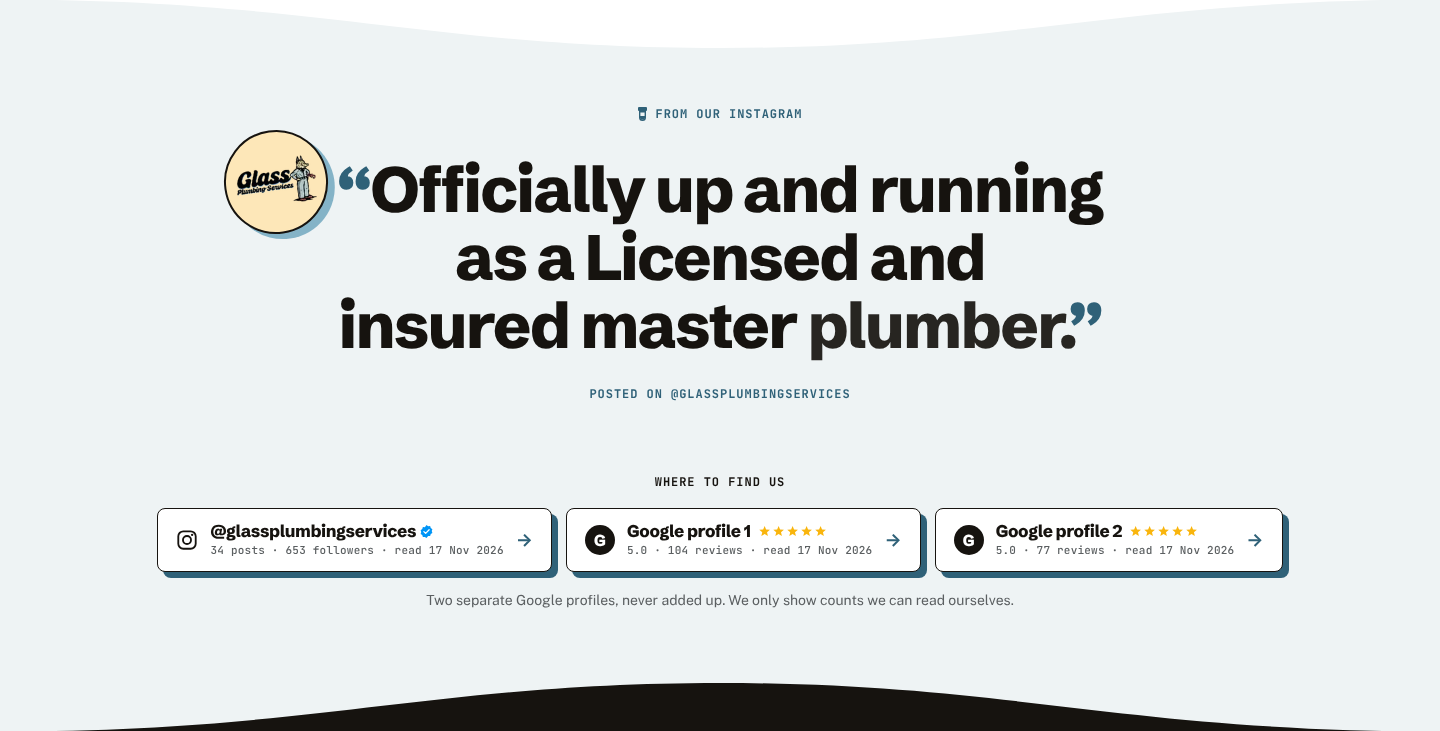 FROM OUR INSTAGRAM
Glass
Plumbing Services
“Officially up and running
as a Licensed and
insured master plumber.”
POSTED ON @GLASSPLUMBINGSERVICES
WHERE TO FIND US
@glassplumbingservices
34 posts · 653 followers · read 17 Nov 2026
G
Google profile 1
5.0 · 104 reviews · read 17 Nov 2026
G
Google profile 2
5.0 · 77 reviews · read 17 Nov 2026
Two separate Google profiles, never added up. We only show counts we can read ourselves.